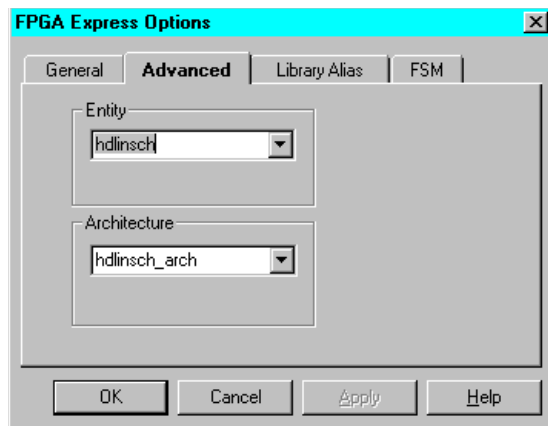 FPGA Express Options
General Advanced Library Alias FSM
Entity
hdlinsch
Architecture
hdlinsch_arch
OK Cancel Apply Help